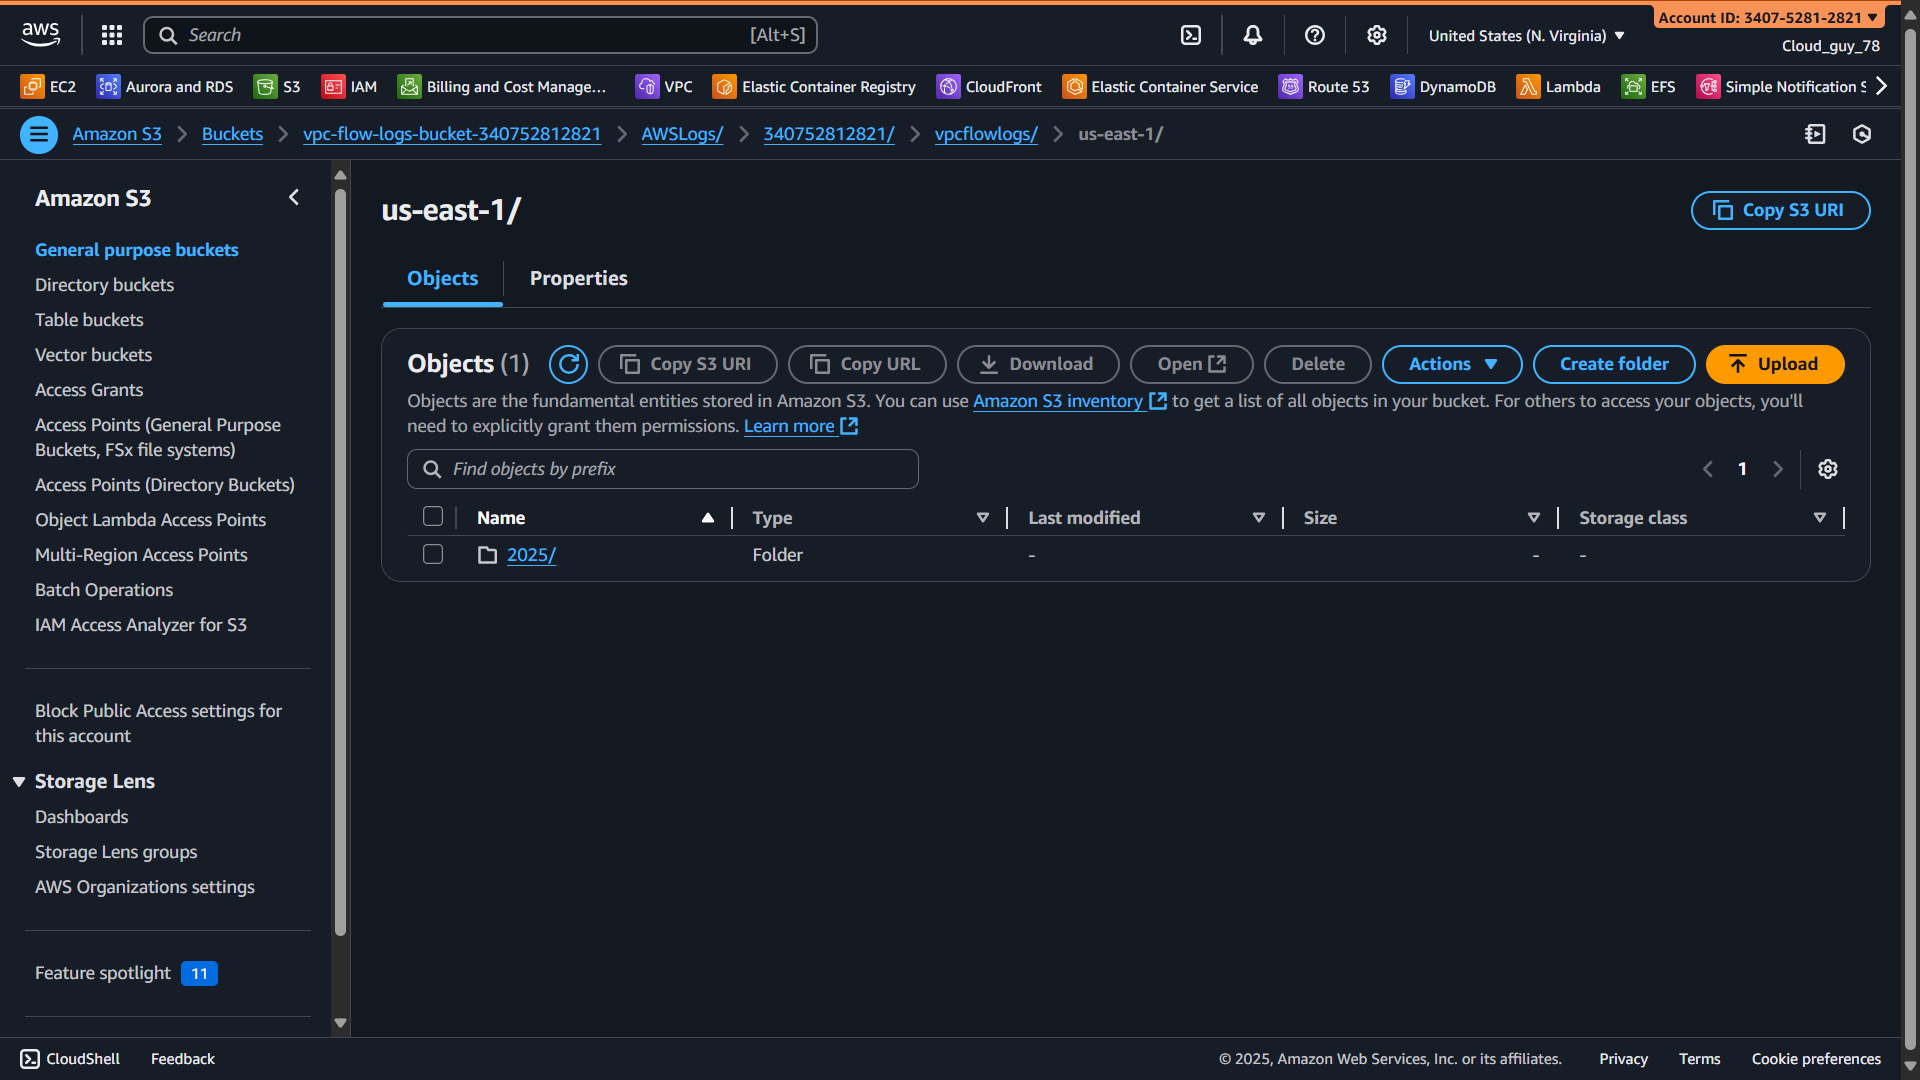 aws
Search [Alt+S]
United States (N. Virginia)
Account ID: 3407-5281-2821
Cloud_guy_78
EC2 Aurora and RDS S3 IAM Billing and Cost Manage... VPC Elastic Container Registry CloudFront Elastic Container Service Route 53 DynamoDB Lambda EFS Simple Notification S
Amazon S3 Buckets vpc-flow-logs-bucket-340752812821 AWSLogs/ 340752812821/ vpcflowlogs/ us-east-1/
Amazon S3
General purpose buckets
Directory buckets
Table buckets
Vector buckets
Access Grants
Access Points (General Purpose
Buckets, FSx file systems)
Access Points (Directory Buckets)
Object Lambda Access Points
Multi-Region Access Points
Batch Operations
IAM Access Analyzer for S3
Block Public Access settings for
this account
Storage Lens
Dashboards
Storage Lens groups
AWS Organizations settings
Feature spotlight 11
us-east-1/
Copy S3 URI
Objects Properties
Objects (1) Copy S3 URI Copy URL Download Open Delete Actions Create folder Upload
Objects are the fundamental entities stored in Amazon S3. You can use Amazon S3 inventory to get a list of all objects in your bucket. For others to access your objects, you'll
need to explicitly grant them permissions. Learn more
Find objects by prefix
1
Name Type Last modified Size Storage class
2025/ Folder - - -
CloudShell Feedback © 2025, Amazon Web Services, Inc. or its affiliates. Privacy Terms Cookie preferences